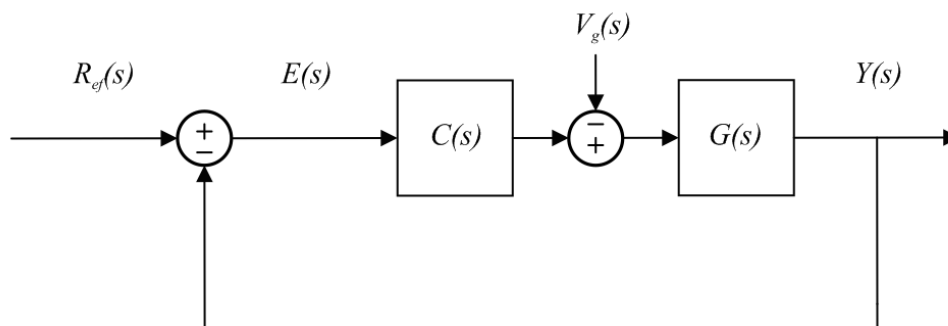 V_g(s)
R_ef(s)
E(s)
Y(s)
+
−
C(s)
−
+
G(s)